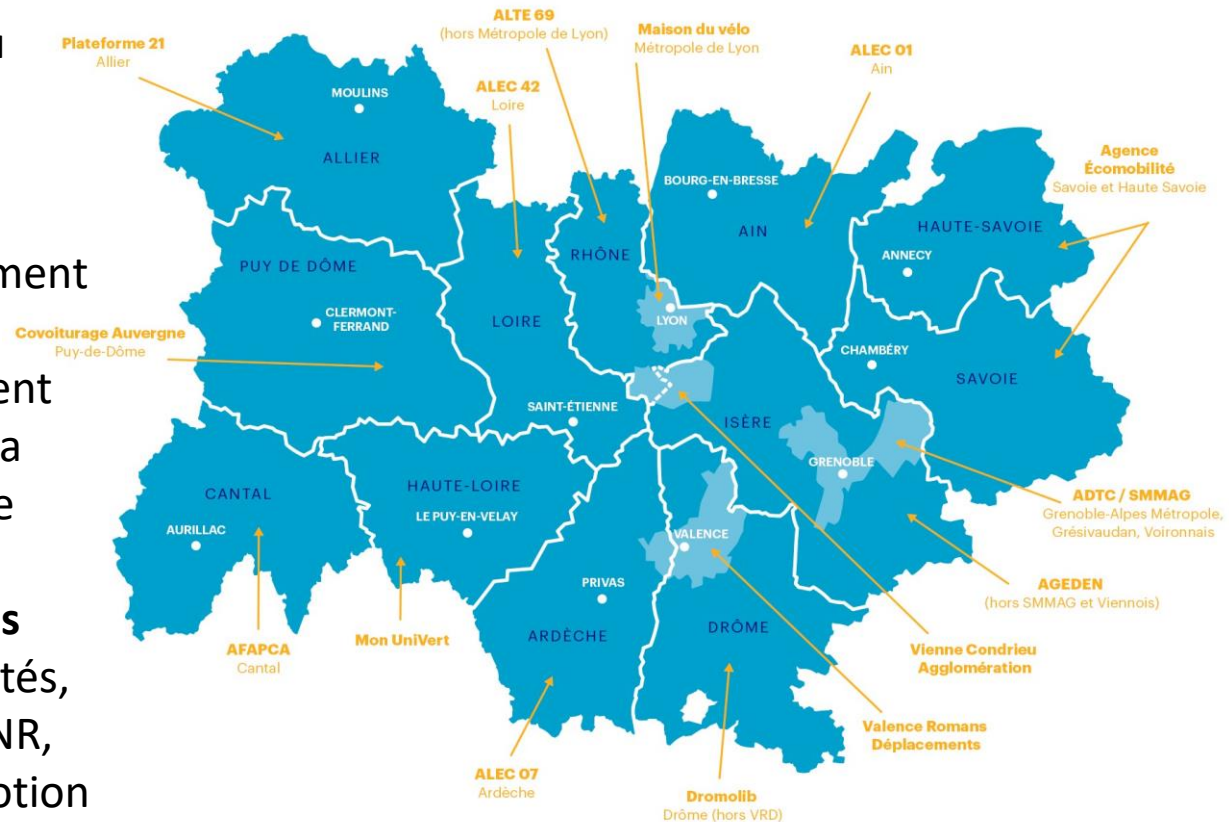 ment
ent
a
e
s
tés,
NR,
otion
Plateforme 21
Allier
ALEC 42
Loire
ALTE 69
(hors Métropole de Lyon)
Maison du vélo
Métropole de Lyon
ALEC 01
Ain
Agence
Écomobilité
Savoie et Haute Savoie
MOULINS
ALLIER
BOURG-EN-BRESSE
AIN
HAUTE-SAVOIE
ANNECY
RHÔNE
PUY DE DÔME
CLERMONT-
FERRAND
LOIRE
LYON
CHAMBÉRY
SAVOIE
Covoiturage Auvergne
Puy-de-Dôme
SAINT-ÉTIENNE
ISÈRE
GRENOBLE
CANTAL
AURILLAC
HAUTE-LOIRE
LE PUY-EN-VELAY
VALENCE
PRIVAS
ARDÈCHE
DRÔME
ADTC / SMMAG
Grenoble-Alpes Métropole,
Grésivaudan, Voironnais
AGEDEN
(hors SMMAG et Viennois)
Vienne Condrieu
Agglomération
Valence Romans
Déplacements
AFAPCA
Cantal
Mon UniVert
ALEC 07
Ardèche
Dromolib
Drôme (hors VRD)